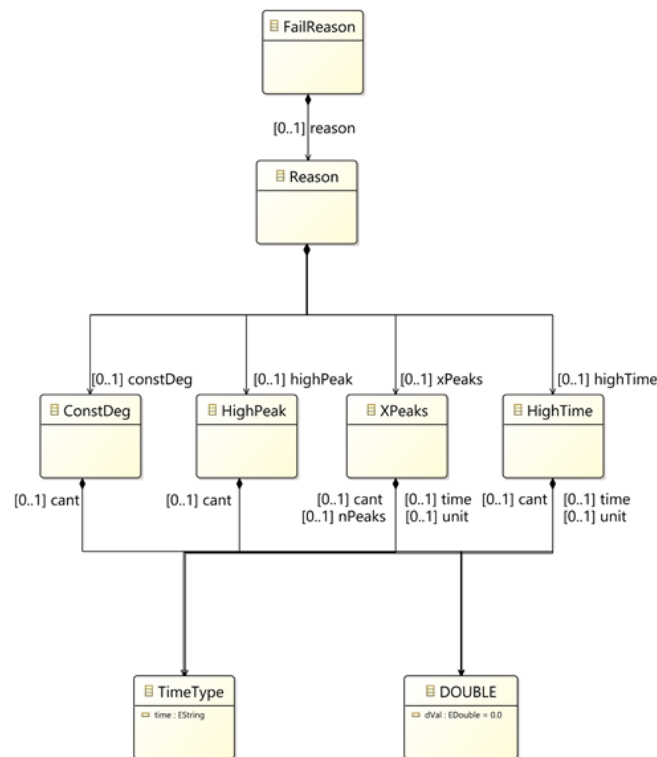 FailReason
[0..1] reason
Reason
[0..1] constDeg
[0..1] highPeak
[0..1] xPeaks
[0..1] highTime
ConstDeg
HighPeak
XPeaks
HighTime
[0..1] cant
[0..1] cant
[0..1] cant
[0..1] nPeaks
[0..1] time
[0..1] unit
[0..1] cant
[0..1] time
[0..1] unit
TimeType
time : EString
DOUBLE
dVal : EDouble = 0.0